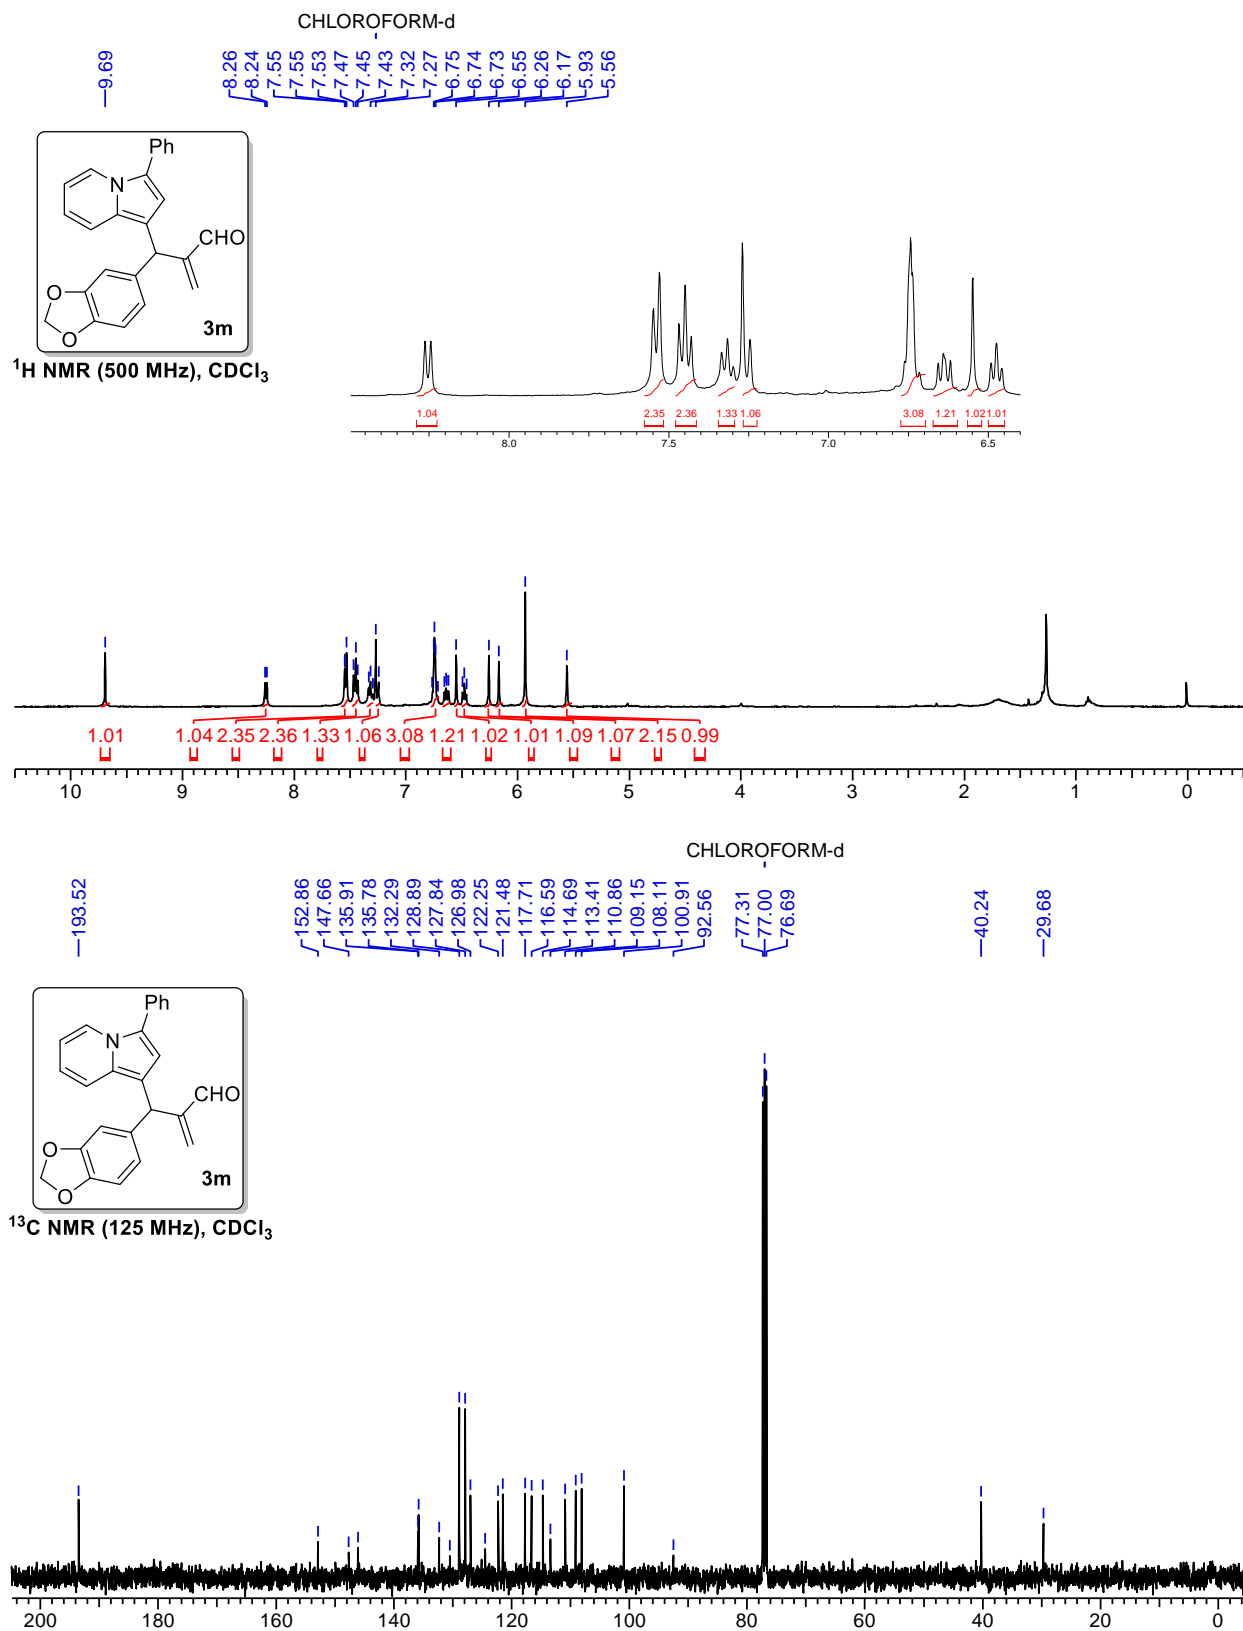 CHLOROFORM-d
9.69
8.26
8.24
7.55
7.55
7.53
7.47
7.45
7.43
7.32
7.27
6.75
6.74
6.73
6.55
6.26
6.17
5.93
5.56
Ph
N
CHO
O
O
3m
¹H NMR (500 MHz), CDCl₃
1.04 2.35 2.36 1.33 1.06 3.08 1.21 1.02 1.01
8.0 7.5 7.0 6.5
1.01 1.04 2.35 2.36 1.33 1.06 3.08 1.21 1.02 1.01 1.09 1.07 2.15 0.99
10 9 8 7 6 5 4 3 2 1 0
CHLOROFORM-d
193.52
152.86
147.66
135.91
135.78
132.29
128.89
127.84
126.98
122.25
121.48
117.71
116.59
114.69
113.41
110.86
109.15
108.11
100.91
92.56
77.31
77.00
76.69
40.24
29.68
Ph
N
CHO
O
O
3m
¹³C NMR (125 MHz), CDCl₃
200 180 160 140 120 100 80 60 40 20 0